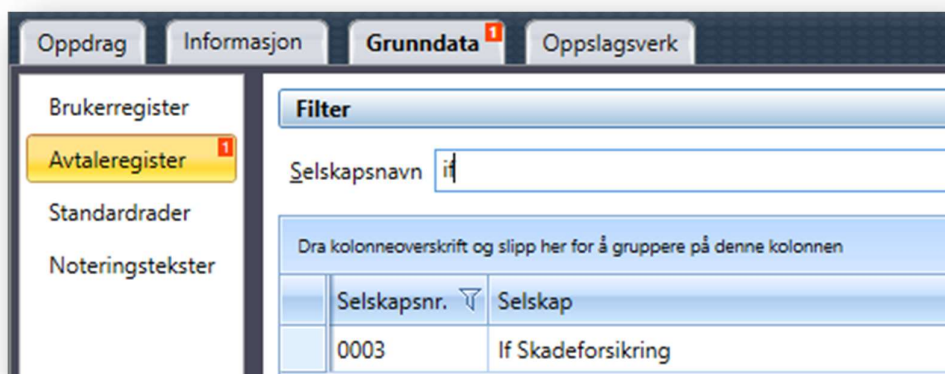 Oppdrag Informasjon Grunndata 1 Oppslagsverk
Brukerregister
Avtaleregister 1
Standardrader
Noteringstekster
Filter
Selskapsnavn if
Dra kolonneoverskrift og slipp her for å gruppere på denne kolonnen
Selskapsnr. Selskap
0003 If Skadeforsikring